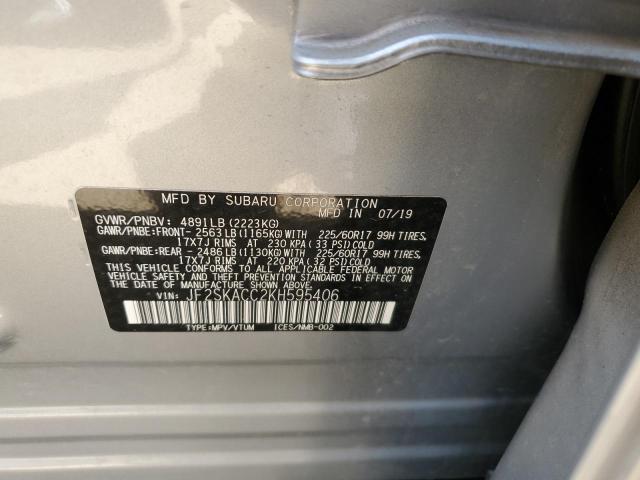 MFD BY SUBARU CORPORATION
MFD IN 07/19
GVWR/PNBV: 4891LB(2223KG)
GAWR/PNBE:FRONT- 2563LB(1165KG)WITH 225/60R17 99H TIRES,
17X7J RIMS AT 230 KPA(33 PSI)COLD
GAWR/PNBE:REAR - 2486LB(1130KG)WITH 225/60R17 99H TIRES,
17X7J RIMS AT 220 KPA(32 PSI)COLD
THIS VEHICLE CONFORMS TO ALL APPLICABLE FEDERAL MOTOR
VEHICLE SAFETY AND THEFT PREVENTION STANDARDS IN EFFECT ON
THE DATE OF MANUFACTURE SHOWN ABOVE.
VIN: JF2SKACC2KH595406
TYPE:MPV/VTUM ICES/NMB-002